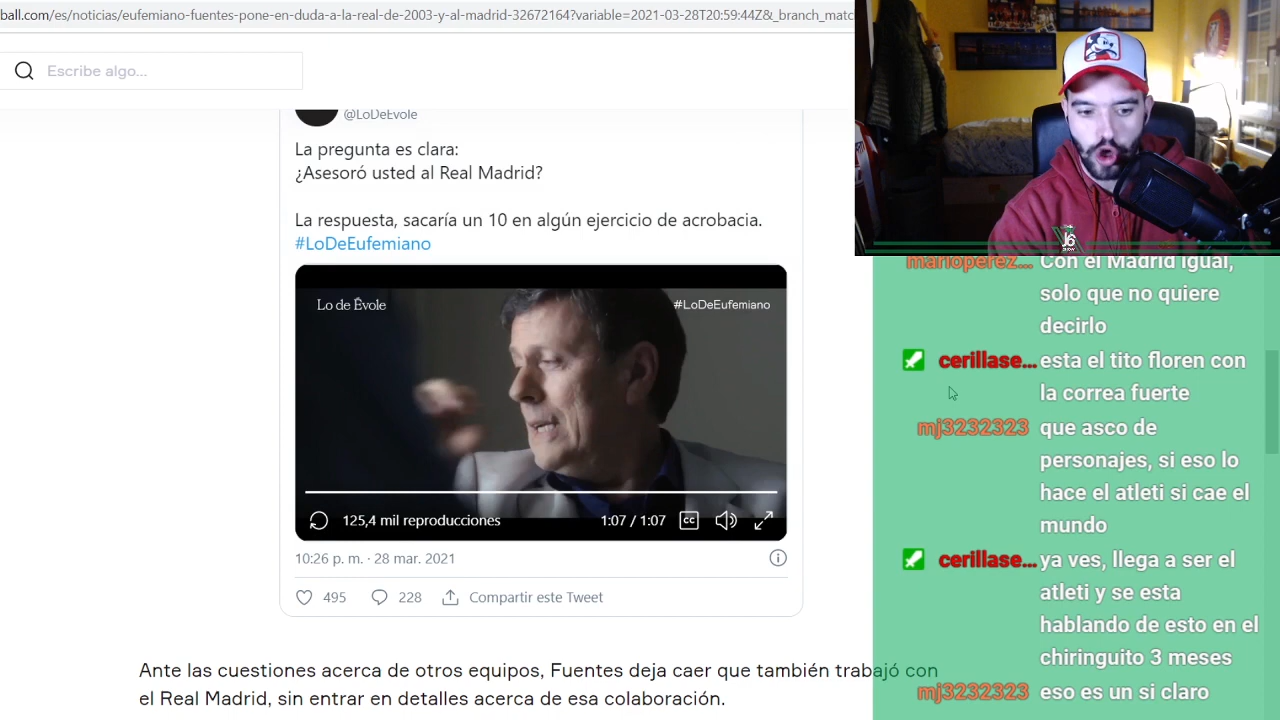 ball.com/es/noticias/eufemiano-fuentes-pone-en-duda-a-la-real-de-2003-y-al-madrid-32672164?variable=2021-03-28T20:59:44Z&_branch_matc
Escribe algo...
@LoDeEvole
La pregunta es clara:
¿Asesoró usted al Real Madrid?
La respuesta, sacaría un 10 en algún ejercicio de acrobacia.
#LoDeEufemiano
Lo de Évole
#LoDeEufemiano
125,4 mil reproducciones
1:07 / 1:07
CC
10:26 p. m. · 28 mar. 2021
495
228
Compartir este Tweet
Ante las cuestiones acerca de otros equipos, Fuentes deja caer que también trabajó con
el Real Madrid, sin entrar en detalles acerca de esa colaboración.
marioperez... Con el Madrid igual,
solo que no quiere
decirlo
cerillase... esta el tito floren con
la correa fuerte
mj3232323 que asco de
personajes, si eso lo
hace el atleti si cae el
mundo
cerillase... ya ves, llega a ser el
atleti y se esta
hablando de esto en el
chiringuito 3 meses
mj3232323 eso es un si claro